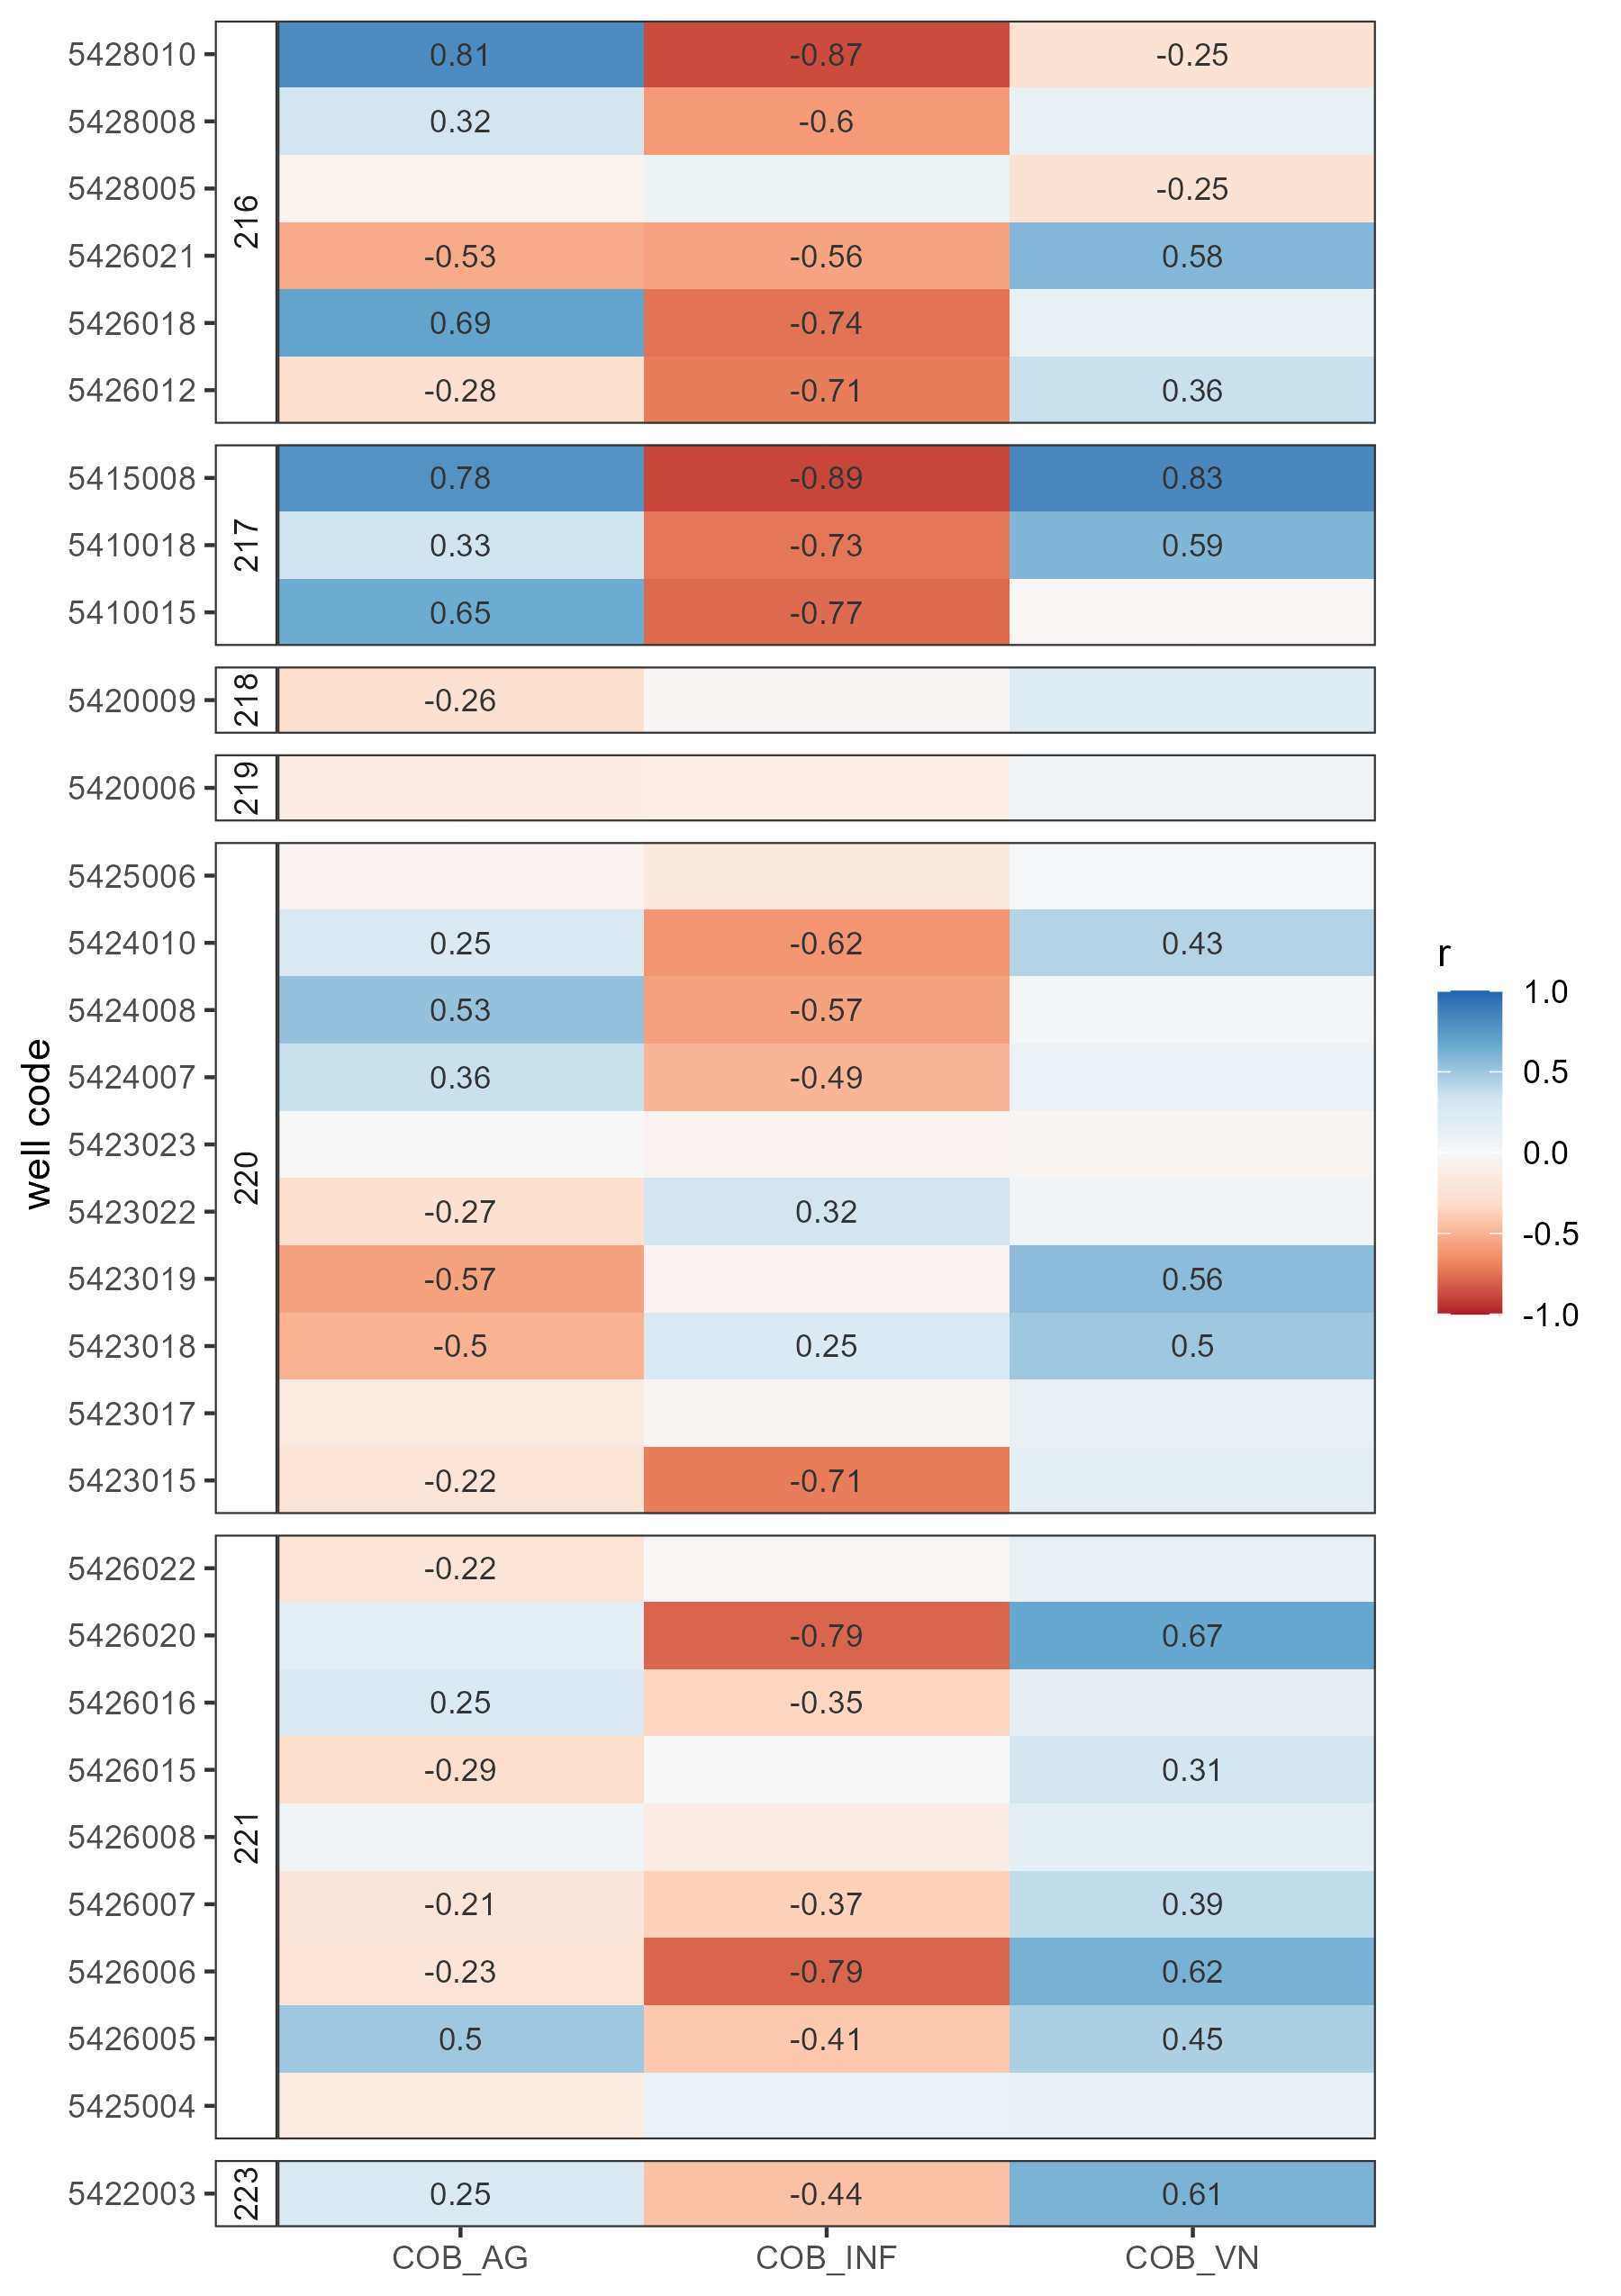 5428010 0.81 -0.87 -0.25
5428008 0.32 -0.6
5428005 -0.25
216
5426021 -0.53 -0.56 0.58
5426018 0.69 -0.74
5426012 -0.28 -0.71 0.36
5415008 0.78 -0.89 0.83
217
5410018 0.33 -0.73 0.59
5410015 0.65 -0.77
218
5420009 -0.26
219
5420006
5425006
5424010 0.25 -0.62 0.43
5424008 0.53 -0.57
5424007 0.36 -0.49
well code
5423023
220
5423022 -0.27 0.32
5423019 -0.57 0.56
5423018 -0.5 0.25 0.5
5423017
5423015 -0.22 -0.71
5426022 -0.22
5426020 -0.79 0.67
5426016 0.25 -0.35
5426015 -0.29 0.31
221
5426008
5426007 -0.21 -0.37 0.39
5426006 -0.23 -0.79 0.62
5426005 0.5 -0.41 0.45
5425004
223
5422003 0.25 -0.44 0.61
COB_AG COB_INF COB_VN
r
1.0
0.5
0.0
-0.5
-1.0